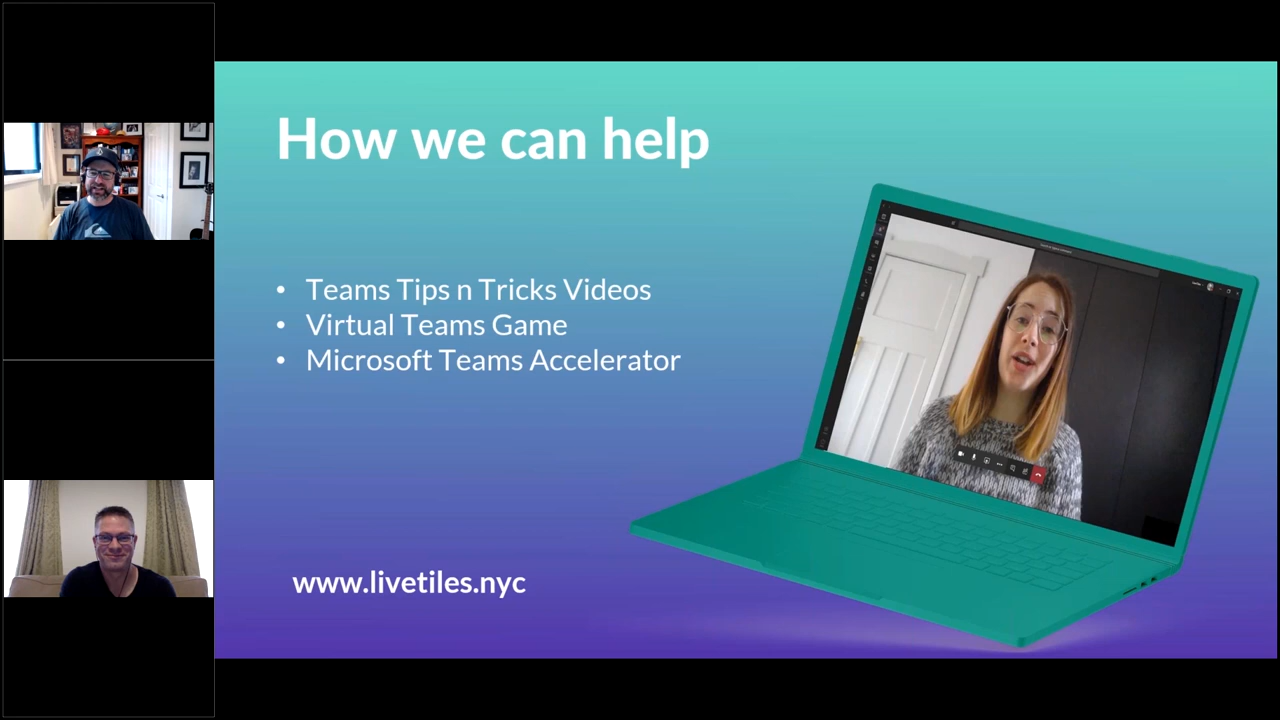 How we can help
• Teams Tips n Tricks Videos
• Virtual Teams Game
• Microsoft Teams Accelerator
www.livetiles.nyc